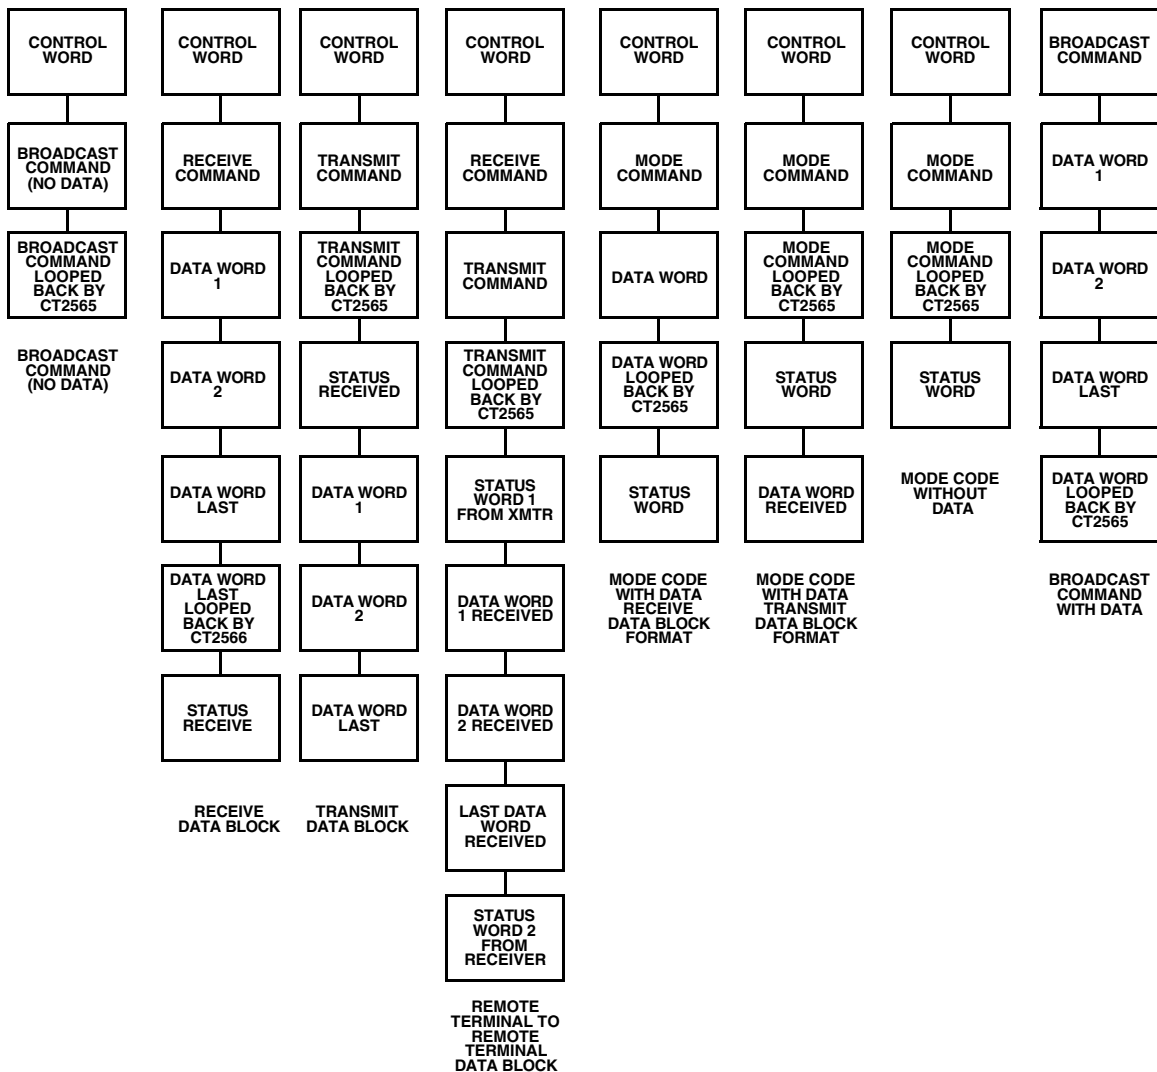 CONTROL
WORD
BROADCAST
COMMAND
(NO DATA)
BROADCAST
COMMAND
LOOPED
BACK BY
CT2565
BROADCAST
COMMAND
(NO DATA)
CONTROL
WORD
RECEIVE
COMMAND
DATA WORD
1
DATA WORD
2
DATA WORD
LAST
DATA WORD
LAST
LOOPED
BACK BY
CT2566
STATUS
RECEIVE
RECEIVE
DATA BLOCK
CONTROL
WORD
TRANSMIT
COMMAND
TRANSMIT
COMMAND
LOOPED
BACK BY
CT2565
STATUS
RECEIVED
DATA WORD
1
DATA WORD
2
DATA WORD
LAST
TRANSMIT
DATA BLOCK
CONTROL
WORD
RECEIVE
COMMAND
TRANSMIT
COMMAND
TRANSMIT
COMMAND
LOOPED
BACK BY
CT2565
STATUS
WORD 1
FROM XMTR
DATA WORD
1 RECEIVED
DATA WORD
2 RECEIVED
LAST DATA
WORD
RECEIVED
STATUS
WORD 2
FROM
RECEIVER
REMOTE
TERMINAL TO
REMOTE
TERMINAL
DATA BLOCK
CONTROL
WORD
MODE
COMMAND
DATA WORD
DATA WORD
LOOPED
BACK BY
CT2565
STATUS
WORD
MODE CODE
WITH DATA
RECEIVE
DATA BLOCK
FORMAT
CONTROL
WORD
MODE
COMMAND
MODE
COMMAND
LOOPED
BACK BY
CT2565
STATUS
WORD
DATA WORD
RECEIVED
MODE CODE
WITH DATA
TRANSMIT
DATA BLOCK
FORMAT
CONTROL
WORD
MODE
COMMAND
MODE
COMMAND
LOOPED
BACK BY
CT2565
STATUS
WORD
MODE CODE
WITHOUT
DATA
BROADCAST
COMMAND
DATA WORD
1
DATA WORD
2
DATA WORD
LAST
DATA WORD
LOOPED
BACK BY
CT2565
BROADCAST
COMMAND
WITH DATA